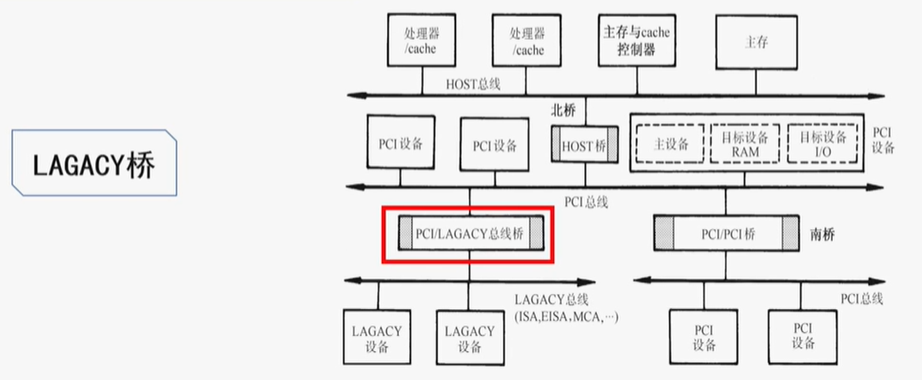 LAGACY桥
处理器
/cache
处理器
/cache
主存与cache
控制器
主存
HOST总线
北桥
PCI设备
PCI设备
HOST桥
主设备
目标设备
RAM
目标设备
I/O
PCI
设备
PCI总线
PCI/LAGACY总线桥
PCI/PCI桥
南桥
LAGACY总线
(ISA,EISA,MCA,…)
PCI总线
LAGACY
设备
LAGACY
设备
PCI
设备
PCI
设备